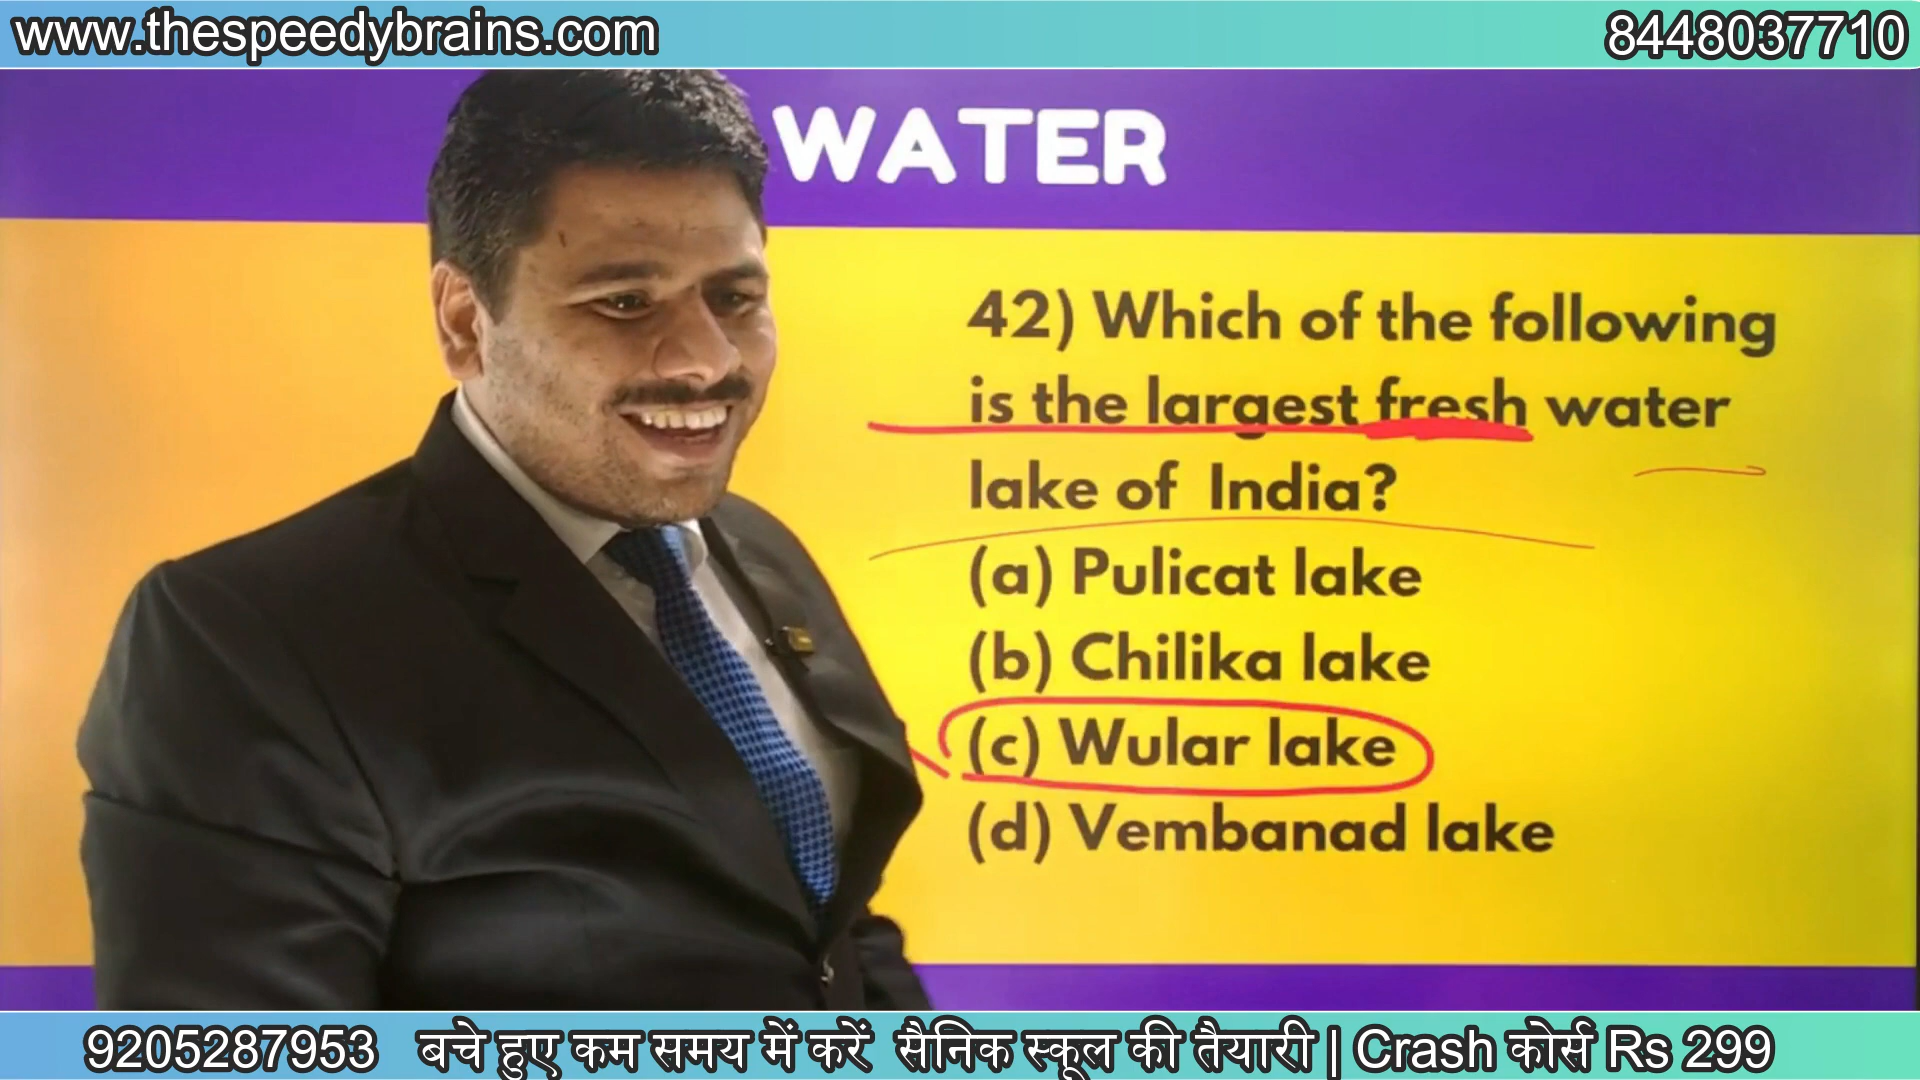 www.thespeedybrains.com
8448037710
WATER
42) Which of the following
is the largest fresh water
lake of India?
(a) Pulicat lake
(b) Chilika lake
(c) Wular lake
(d) Vembanad lake
9205287953 बचे हुए कम समय में करें सैनिक स्कूल की तैयारी | Crash कोर्स Rs 299